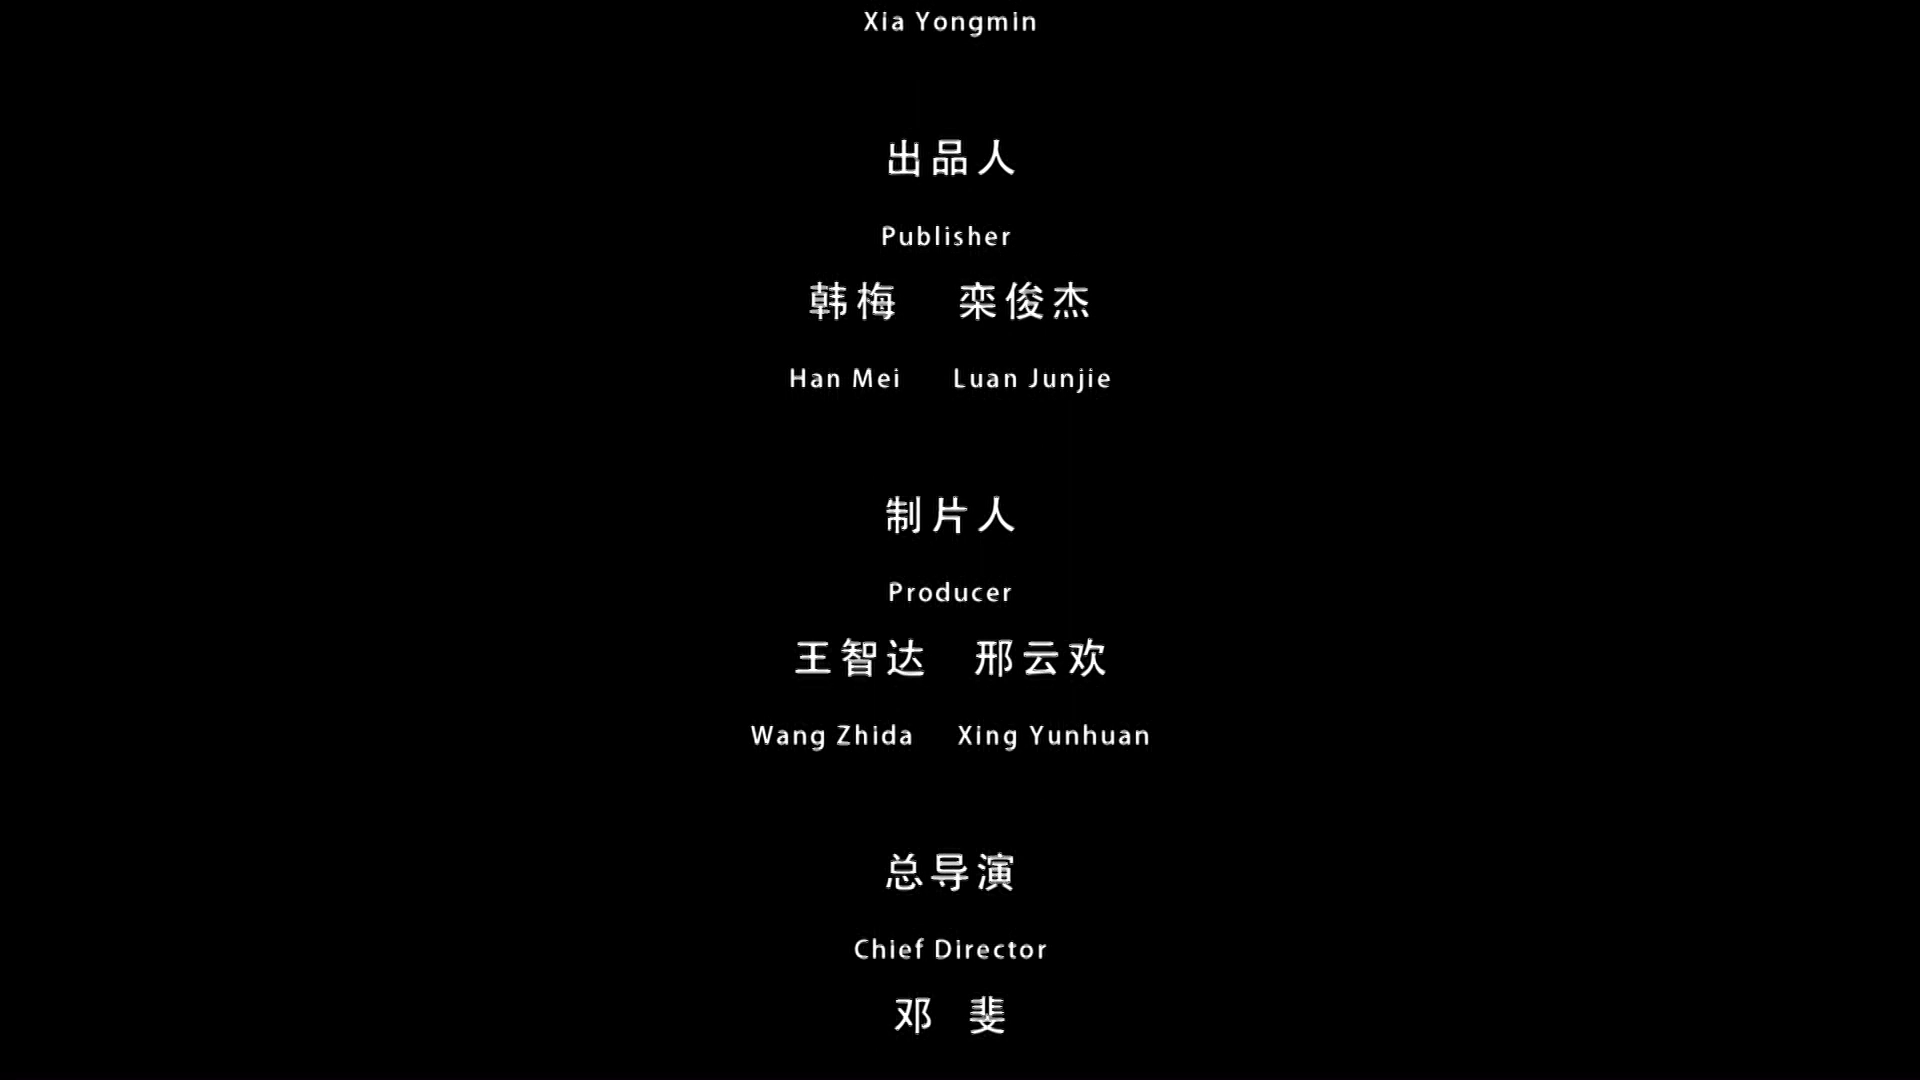 Xia Yongmin
出品人
Publisher
韩梅 栾俊杰
Han Mei Luan Junjie
制片人
Producer
王智达 邢云欢
Wang Zhida Xing Yunhuan
总导演
Chief Director
邓 斐